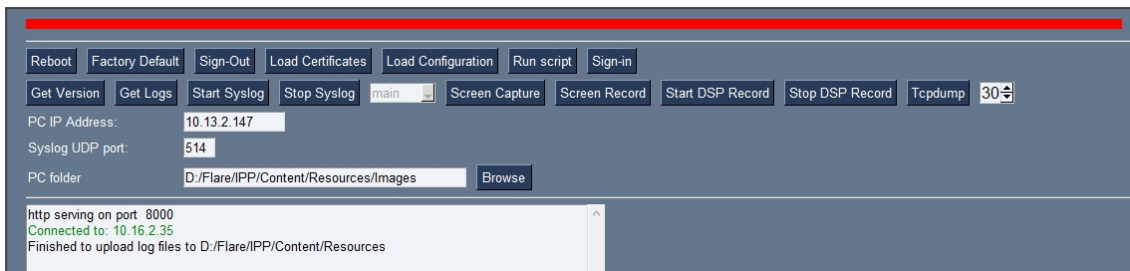 Reboot Factory Default Sign-Out Load Certificates Load Configuration Run script Sign-in
Get Version Get Logs Start Syslog Stop Syslog main Screen Capture Screen Record Start DSP Record Stop DSP Record Tcpdump 30
PC IP Address: 10.13.2.147
Syslog UDP port: 514
PC folder D:/Flare/IPP/Content/Resources/Images Browse
http serving on port 8000
Connected to: 10.16.2.35
Finished to upload log files to D:/Flare/IPP/Content/Resources